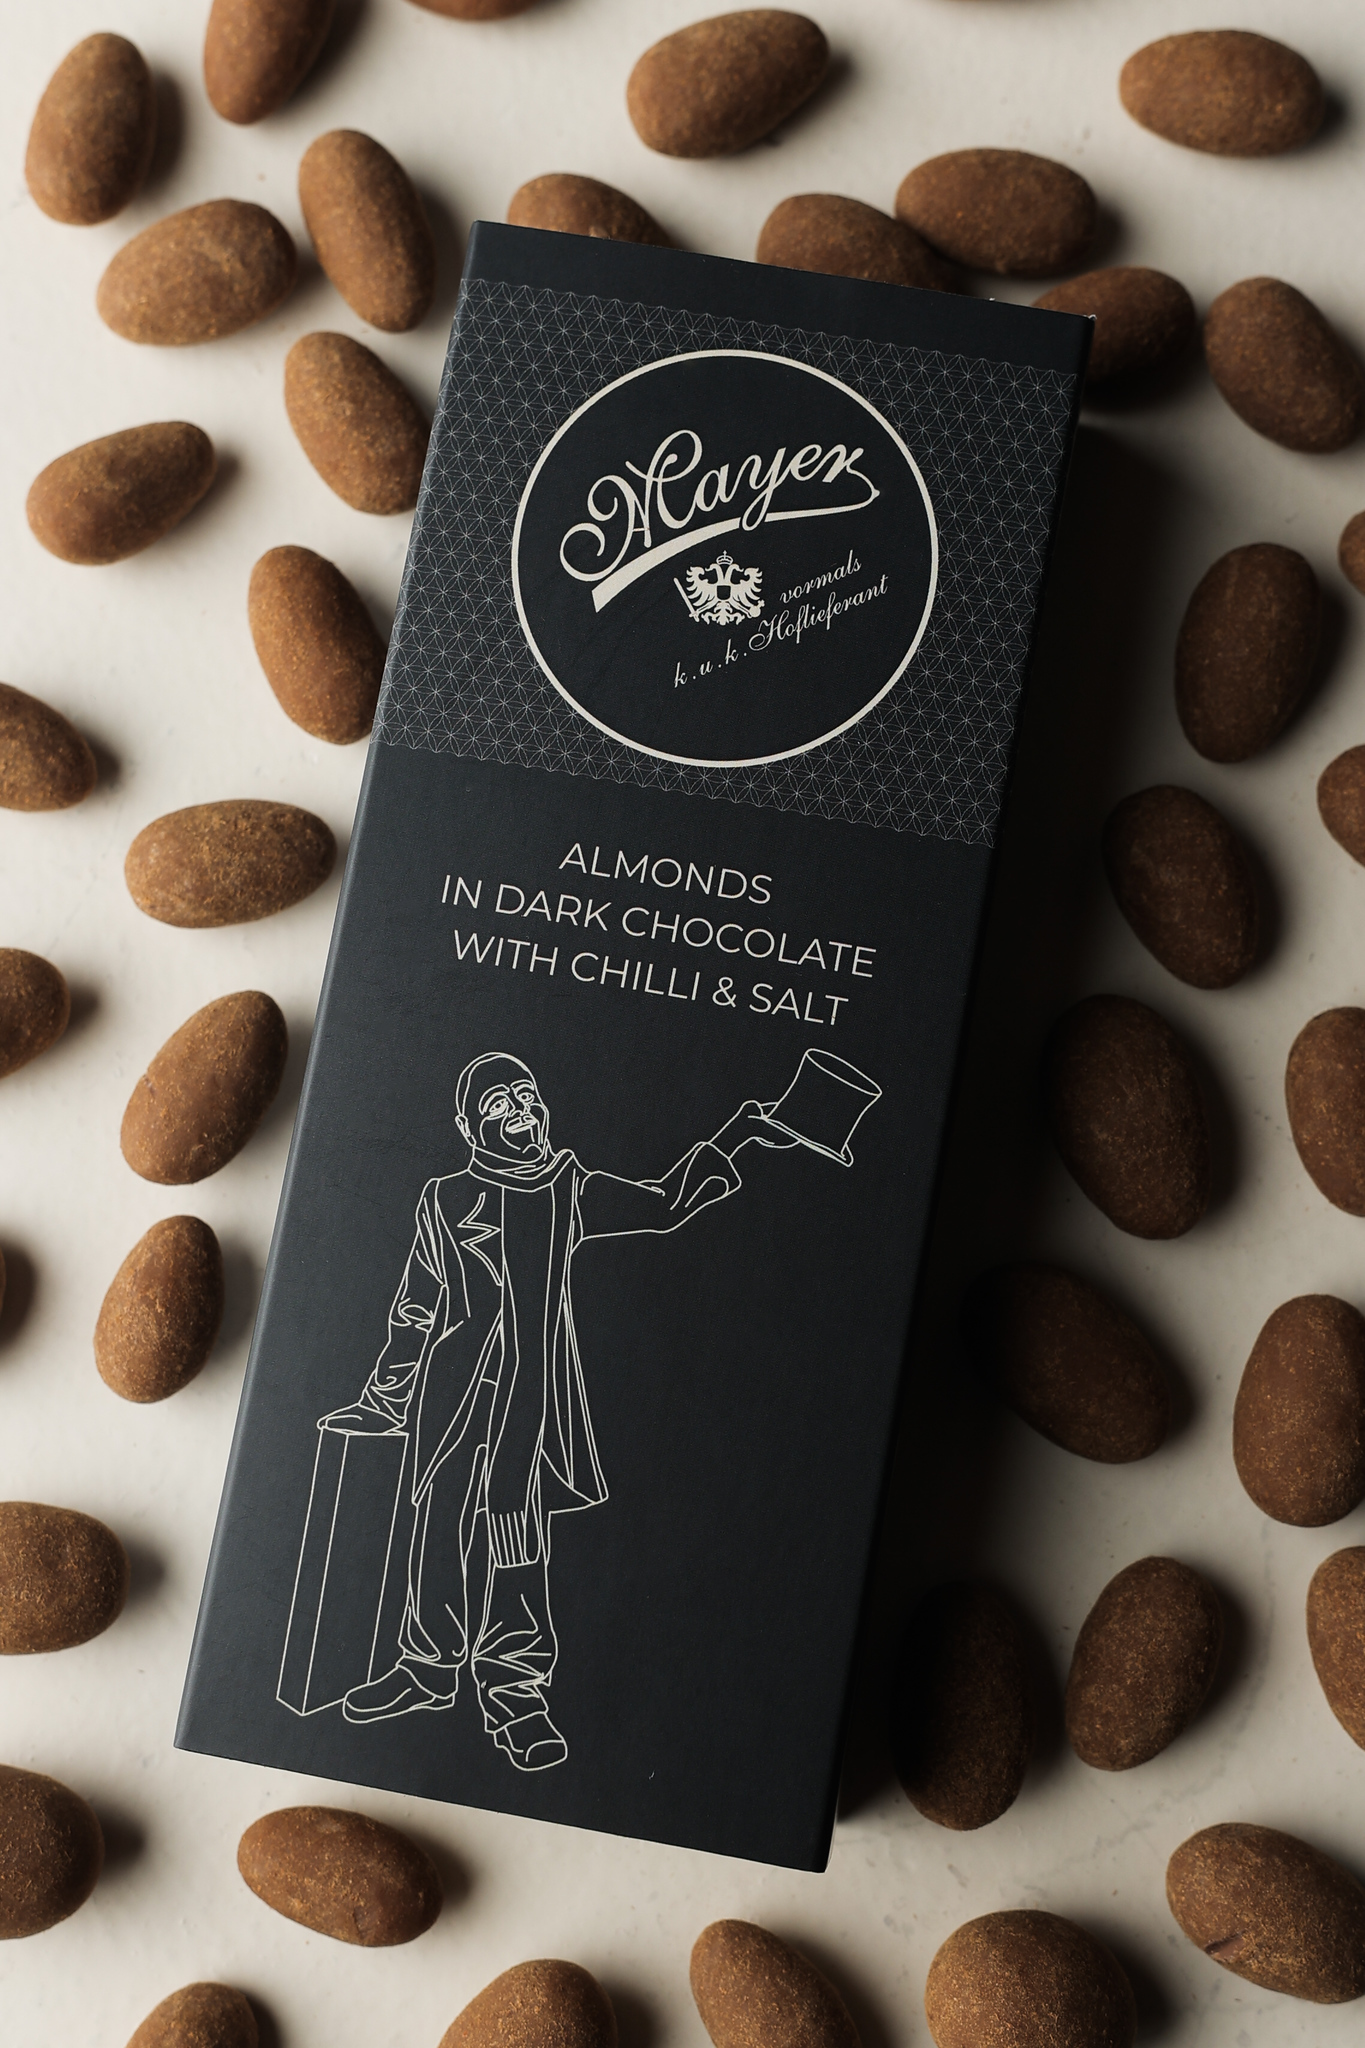 Mayer
vormals
k.u.k. Hoflieferant
ALMONDS
IN DARK CHOCOLATE
WITH CHILLI & SALT